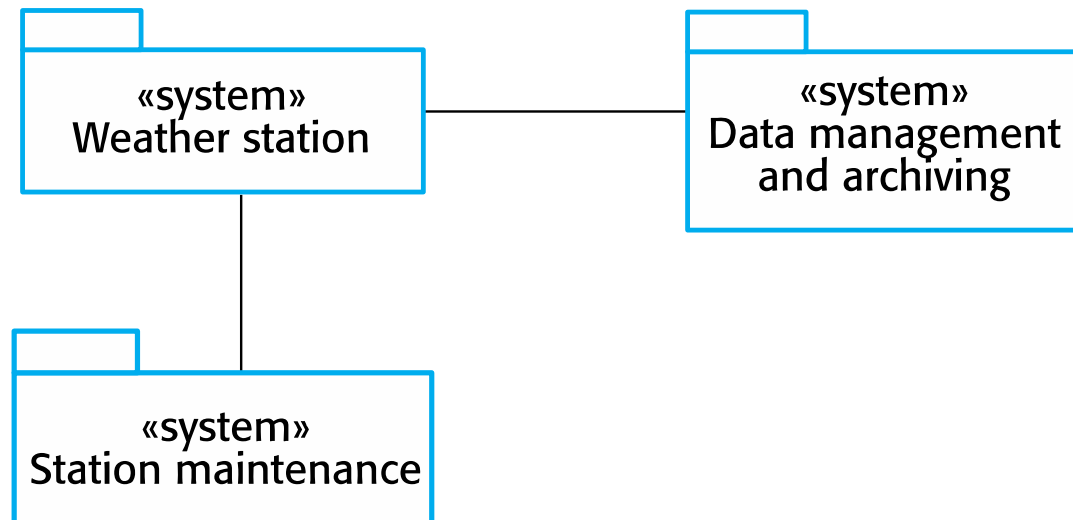 «system»
Weather station
«system»
Data management
and archiving
«system»
Station maintenance